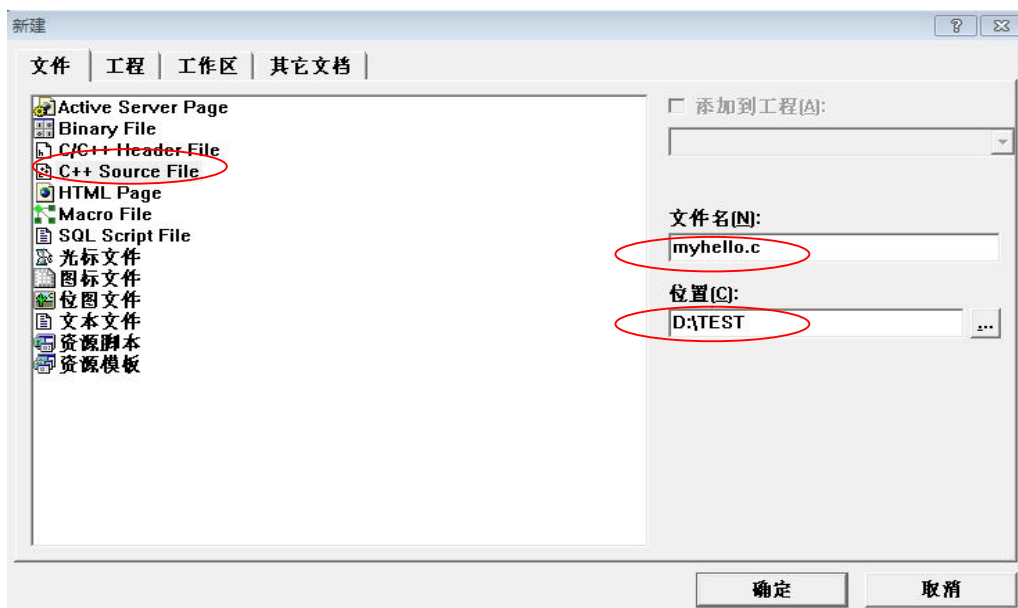 新建
文件 工程 工作区 其它文档
Active Server Page
Binary File
C/C++ Header File
C++ Source File
HTML Page
Macro File
SQL Script File
光标文件
图标文件
位图文件
文本文件
资源脚本
资源模板
添加到工程(A):
文件名(N):
myhello.c
位置(C):
D:\TEST
...
确定 取消